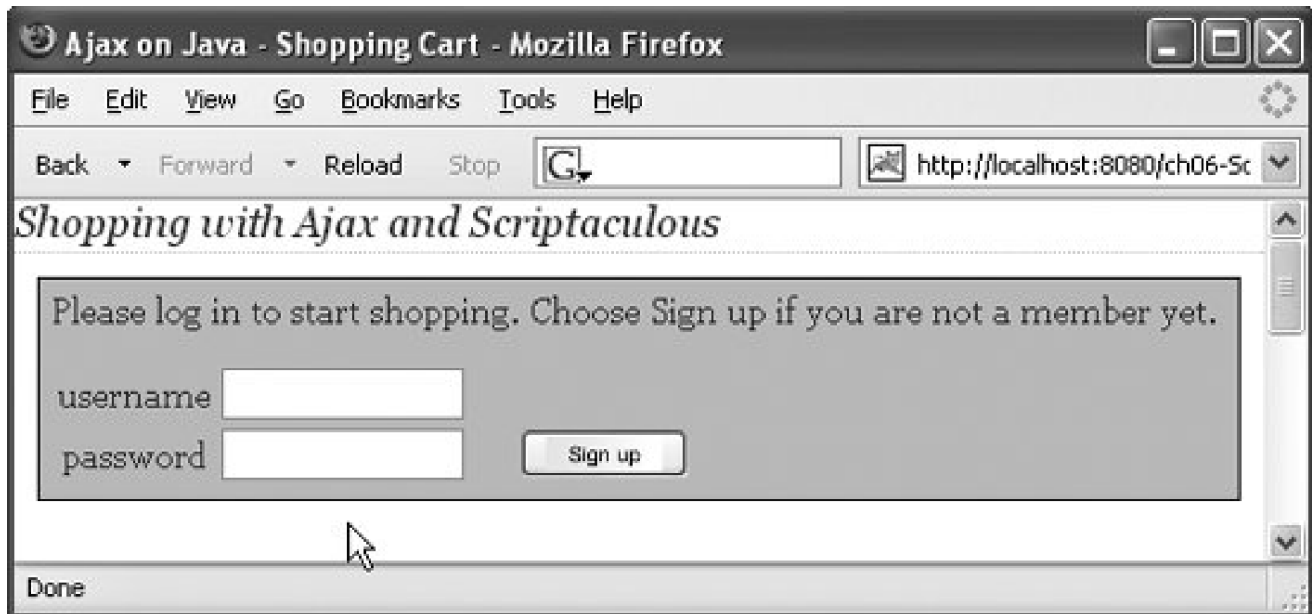 Ajax on Java - Shopping Cart - Mozilla Firefox
File Edit View Go Bookmarks Tools Help
Back Forward Reload Stop G http://localhost:8080/ch06-Sc
Shopping with Ajax and Scriptaculous
Please log in to start shopping. Choose Sign up if you are not a member yet.
username
password Sign up
Done